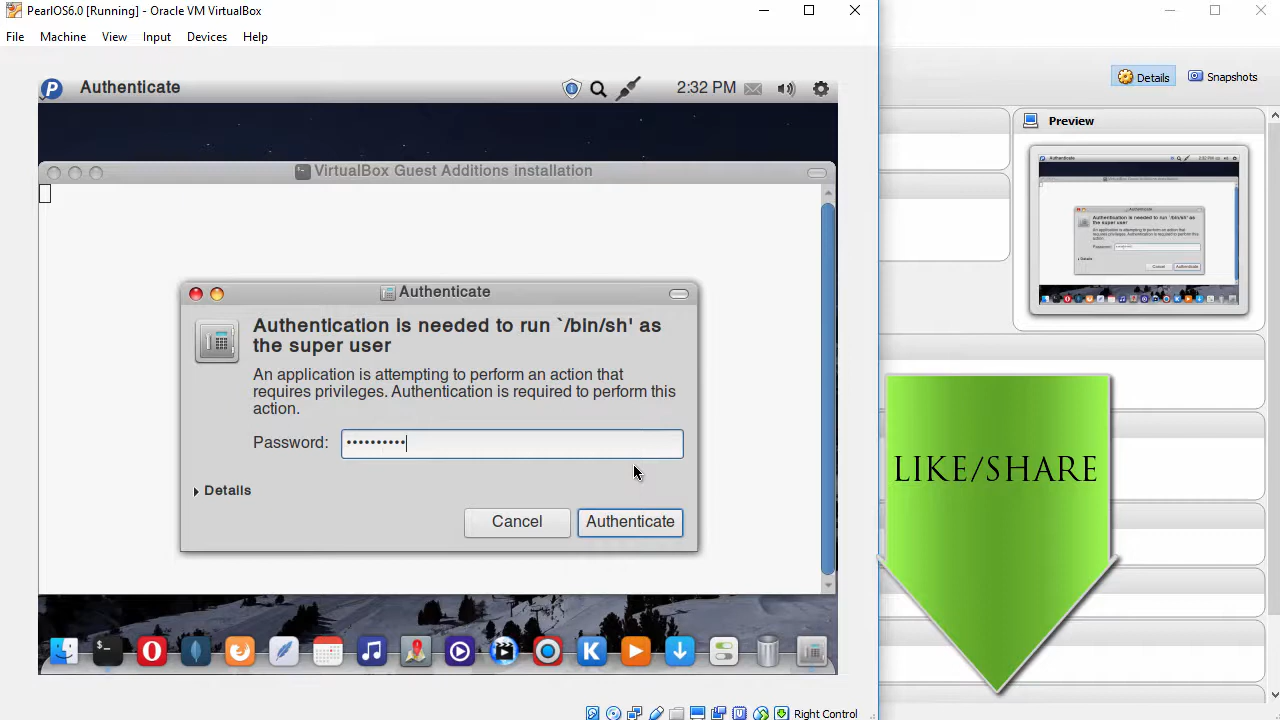 PearlOS6.0 [Running] - Oracle VM VirtualBox
File Machine View Input Devices Help
Details Snapshots
Authenticate 2:32 PM
Preview
VirtualBox Guest Additions installation
Authenticate
Authentication is needed to run `/bin/sh' as
the super user
An application is attempting to perform an action that
requires privileges. Authentication is required to perform this
action.
Password: ••••••••••
Details
Cancel Authenticate
LIKE/SHARE
Right Control